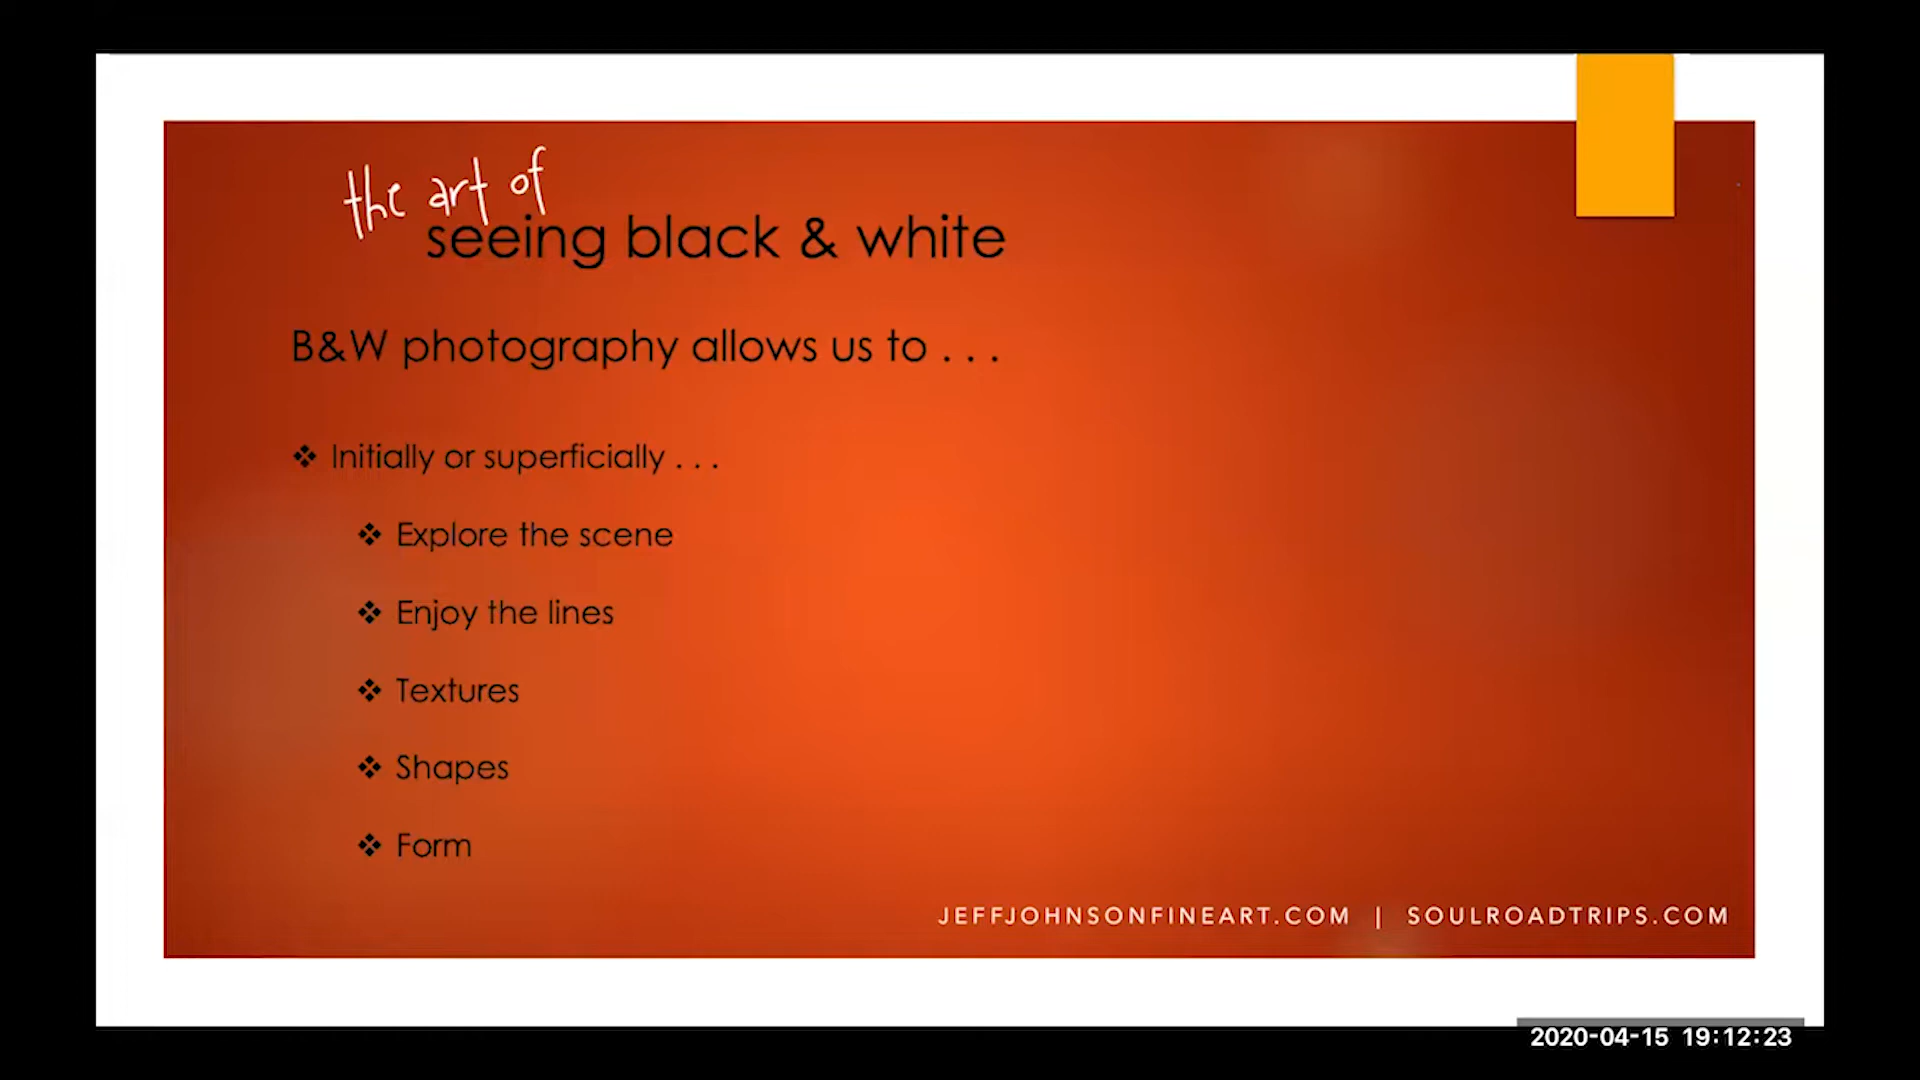 the art of
seeing black & white
B&W photography allows us to . . .
❖ Initially or superficially . . .
❖ Explore the scene
❖ Enjoy the lines
❖ Textures
❖ Shapes
❖ Form
JEFFJOHNSONFINEART.COM | SOULROADTRIPS.COM
2020-04-15 19:12:23